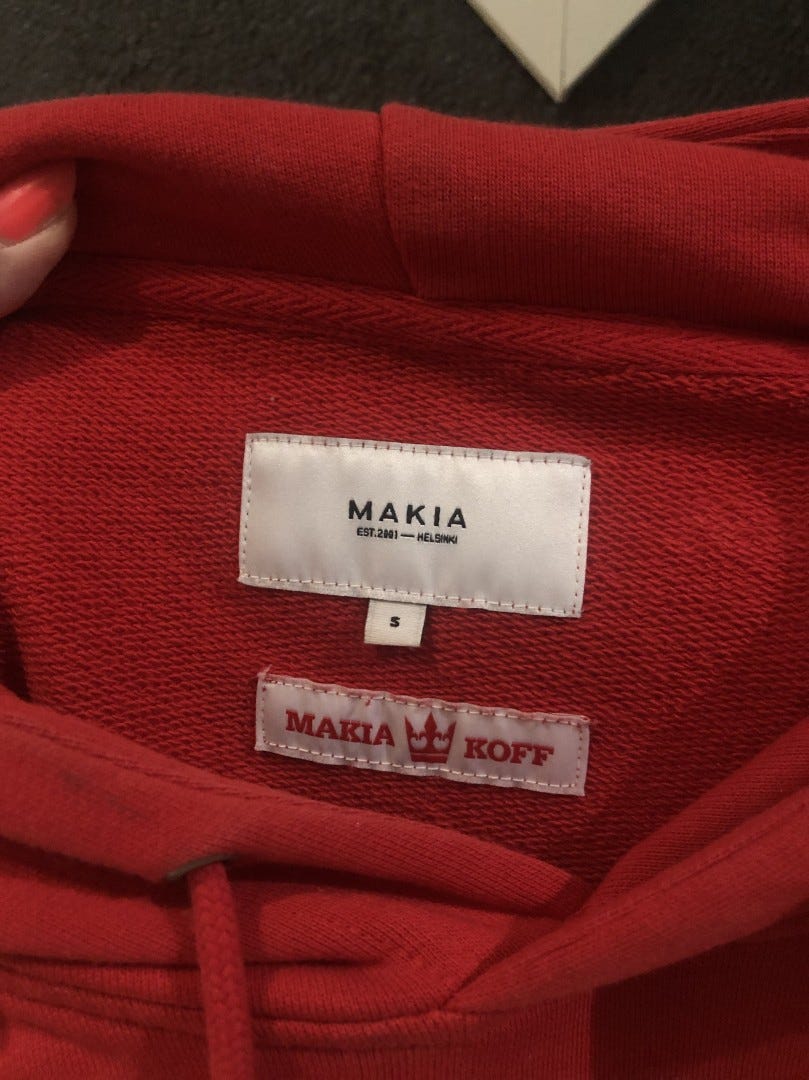 MAKIA
EST.2001 — HELSINKI
S
MAKIA KOFF